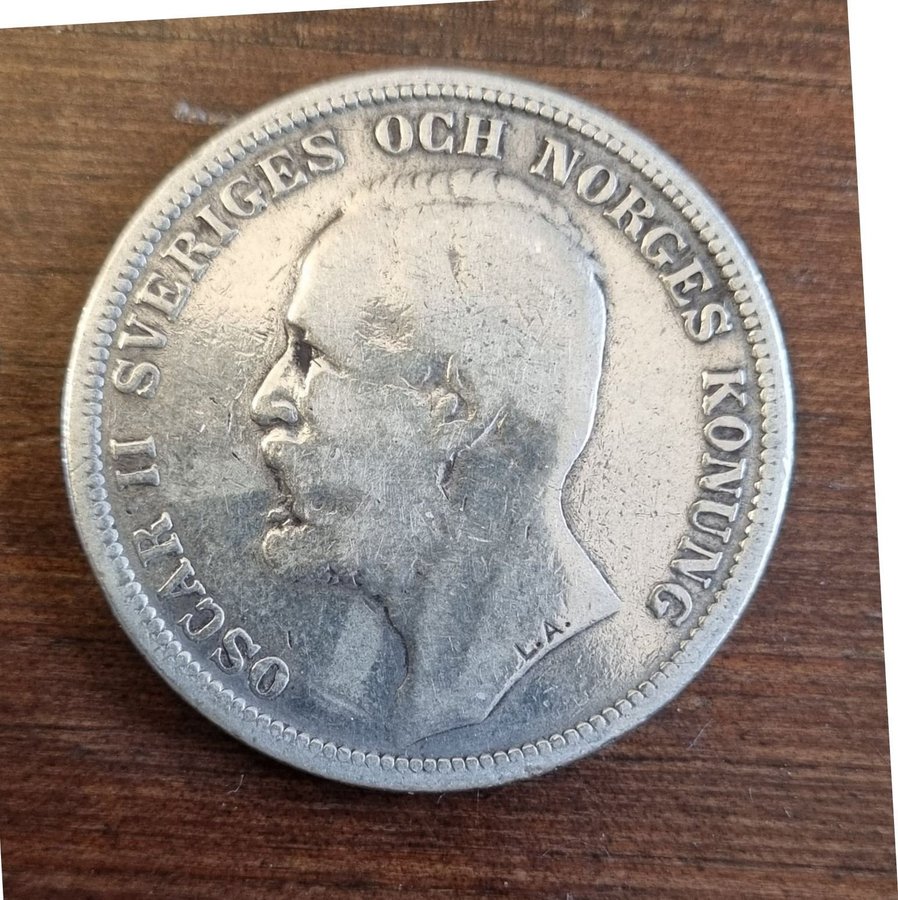 OSCAR II SVERIGES OCH NORGES KONUNG
L.A.